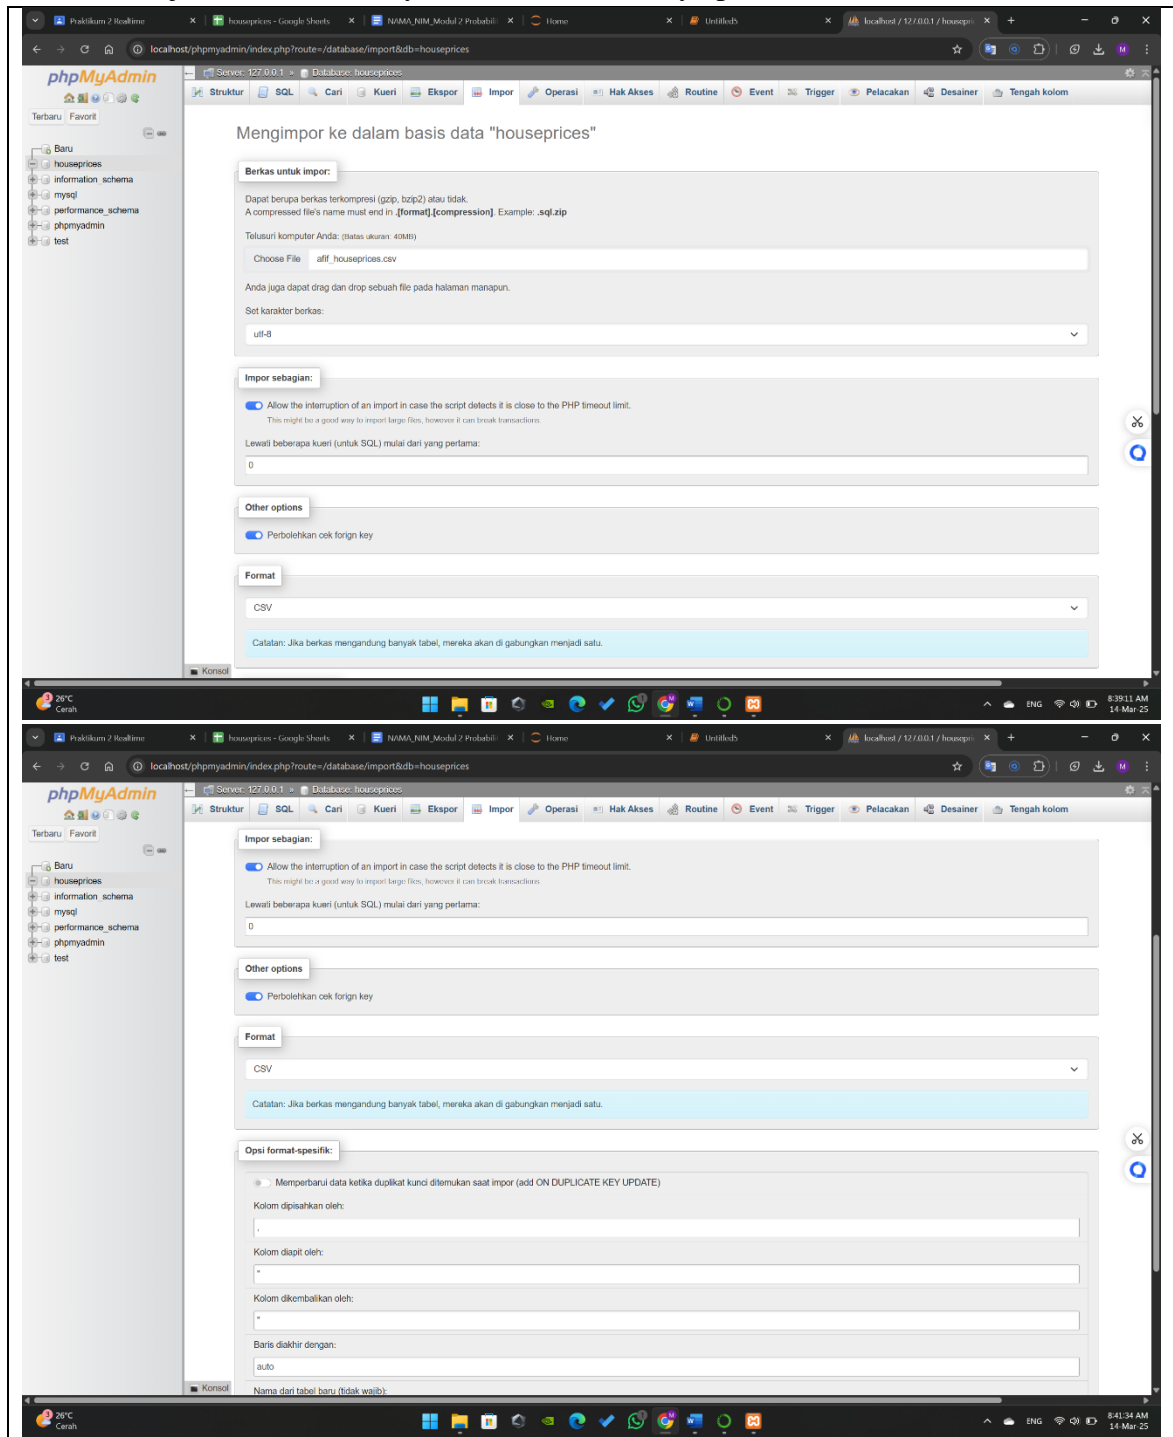 Praktikum 2 Realtime
houseprices - Google Sheets
NAMA_NIM_Modul 2 Probabili
Home
Untitled5
localhost / 127.0.0.1 / housepri
localhost/phpmyadmin/index.php?route=/database/import&db=houseprices
phpMyAdmin
Server: 127.0.0.1 » Database: houseprices
Struktur SQL Cari Kueri Ekspor Impor Operasi Hak Akses Routine Event Trigger Pelacakan Desainer Tengah kolom
Terbaru Favorit
Baru
houseprices
information_schema
mysql
performance_schema
phpmyadmin
test
Mengimpor ke dalam basis data "houseprices"
Berkas untuk impor:
Dapat berupa berkas terkompresi (gzip, bzip2) atau tidak.
A compressed file's name must end in .[format].[compression]. Example: .sql.zip
Telusuri komputer Anda: (Batas ukuran: 40MB)
Choose File afif_houseprices.csv
Anda juga dapat drag dan drop sebuah file pada halaman manapun.
Set karakter berkas:
utf-8
Impor sebagian:
Allow the interruption of an import in case the script detects it is close to the PHP timeout limit.
This might be a good way to import large files, however it can break transactions.
Lewati beberapa kueri (untuk SQL) mulai dari yang pertama:
0
Other options
Perbolehkan cek forign key
Format
CSV
Catatan: Jika berkas mengandung banyak tabel, mereka akan di gabungkan menjadi satu.
Konsol
3
26°C
Cerah
ENG
8:39:11 AM
14-Mar-25
Praktikum 2 Realtime
houseprices - Google Sheets
NAMA_NIM_Modul 2 Probabili
Home
Untitled5
localhost / 127.0.0.1 / housepri
localhost/phpmyadmin/index.php?route=/database/import&db=houseprices
phpMyAdmin
Server: 127.0.0.1 » Database: houseprices
Struktur SQL Cari Kueri Ekspor Impor Operasi Hak Akses Routine Event Trigger Pelacakan Desainer Tengah kolom
Terbaru Favorit
Baru
houseprices
information_schema
mysql
performance_schema
phpmyadmin
test
Impor sebagian:
Allow the interruption of an import in case the script detects it is close to the PHP timeout limit.
This might be a good way to import large files, however it can break transactions.
Lewati beberapa kueri (untuk SQL) mulai dari yang pertama:
0
Other options
Perbolehkan cek forign key
Format
CSV
Catatan: Jika berkas mengandung banyak tabel, mereka akan di gabungkan menjadi satu.
Opsi format-spesifik:
Memperbarui data ketika duplikat kunci ditemukan saat impor (add ON DUPLICATE KEY UPDATE)
Kolom dipisahkan oleh:
,
Kolom diapit oleh:
"
Kolom dikembalikan oleh:
"
Baris diakhir dengan:
auto
Nama dari tabel baru (tidak wajib):
Konsol
3
26°C
Cerah
ENG
8:41:34 AM
14-Mar-25